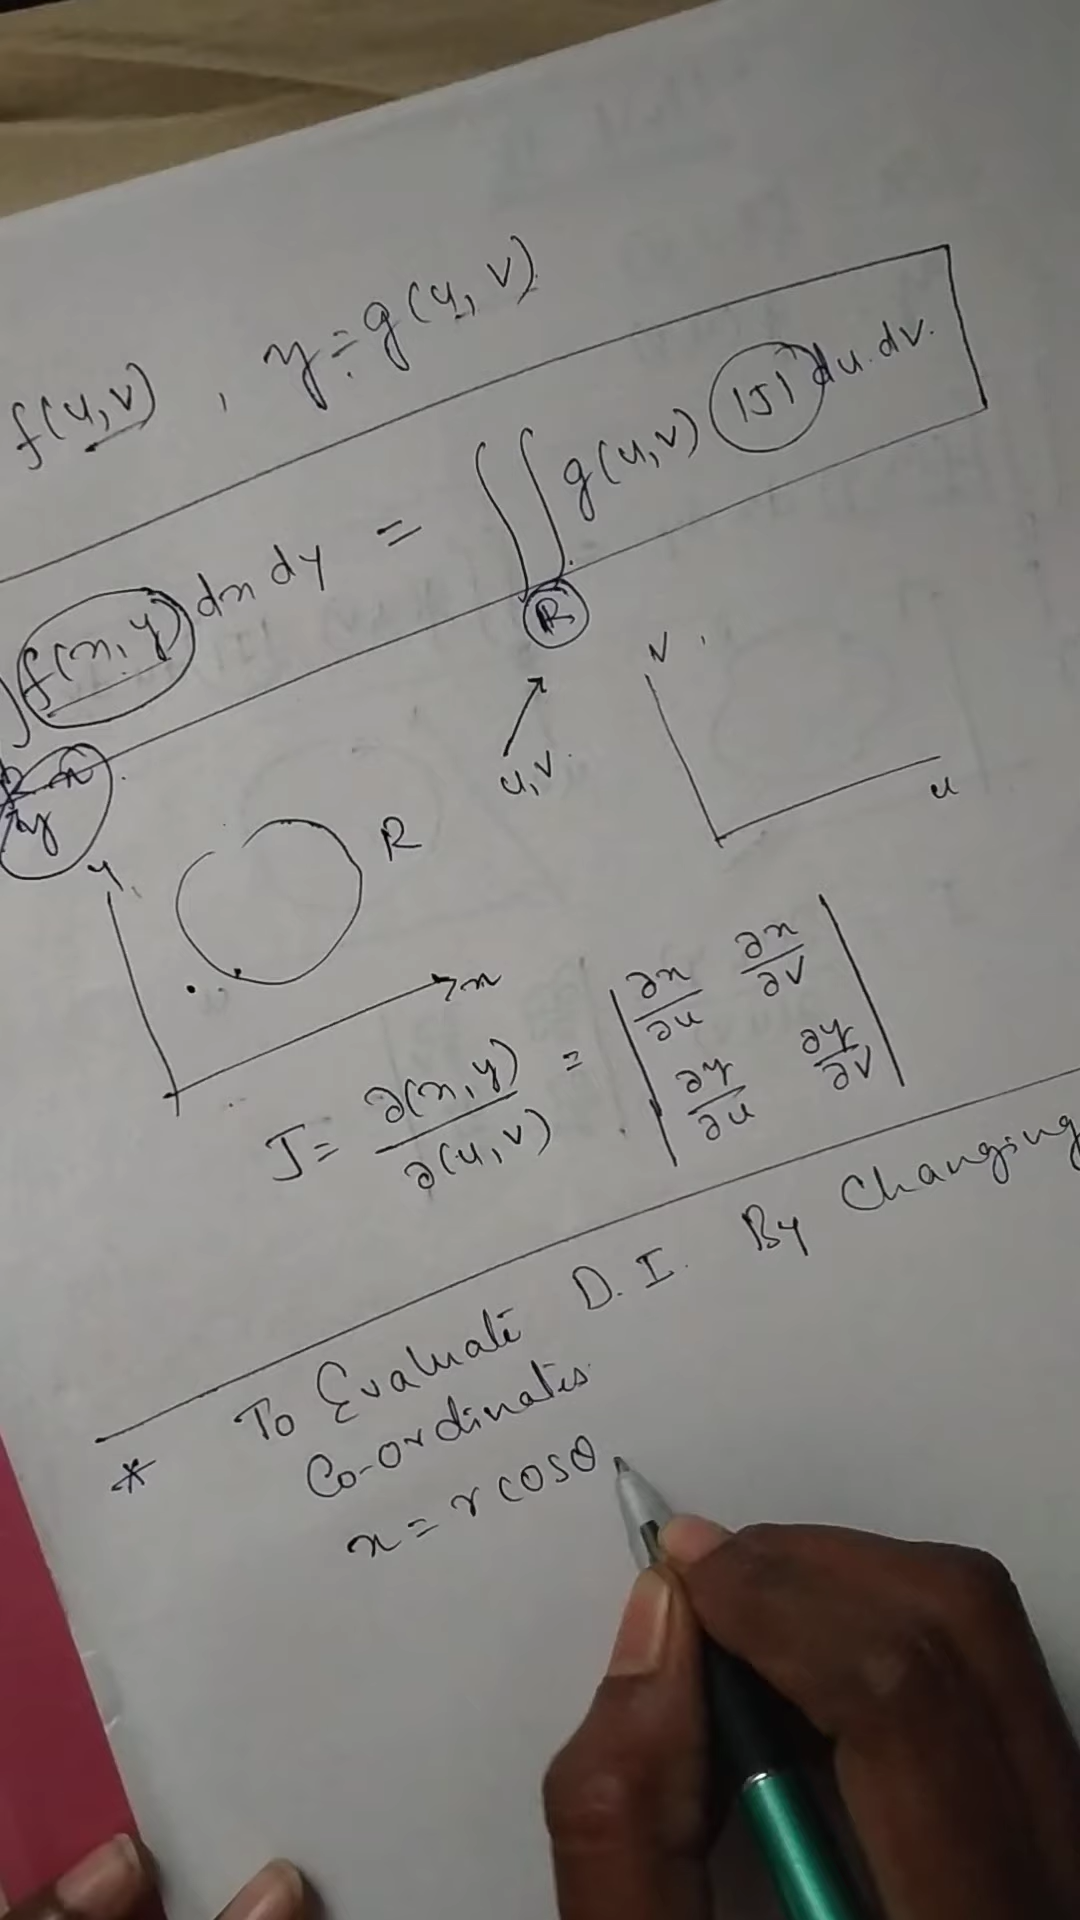 f(u,v) , y = g(u,v)
∫ f(x,y) dx dy = ∬ g(u,v) |J| du.dv.
R
u,v.
v
u
y
R
x
J = ∂(x,y)/∂(u,v) = | ∂x/∂u ∂x/∂v |
| ∂y/∂u ∂y/∂v |
* To Evaluate D.I. By Changing
Co-ordinates
x = r cosθ,